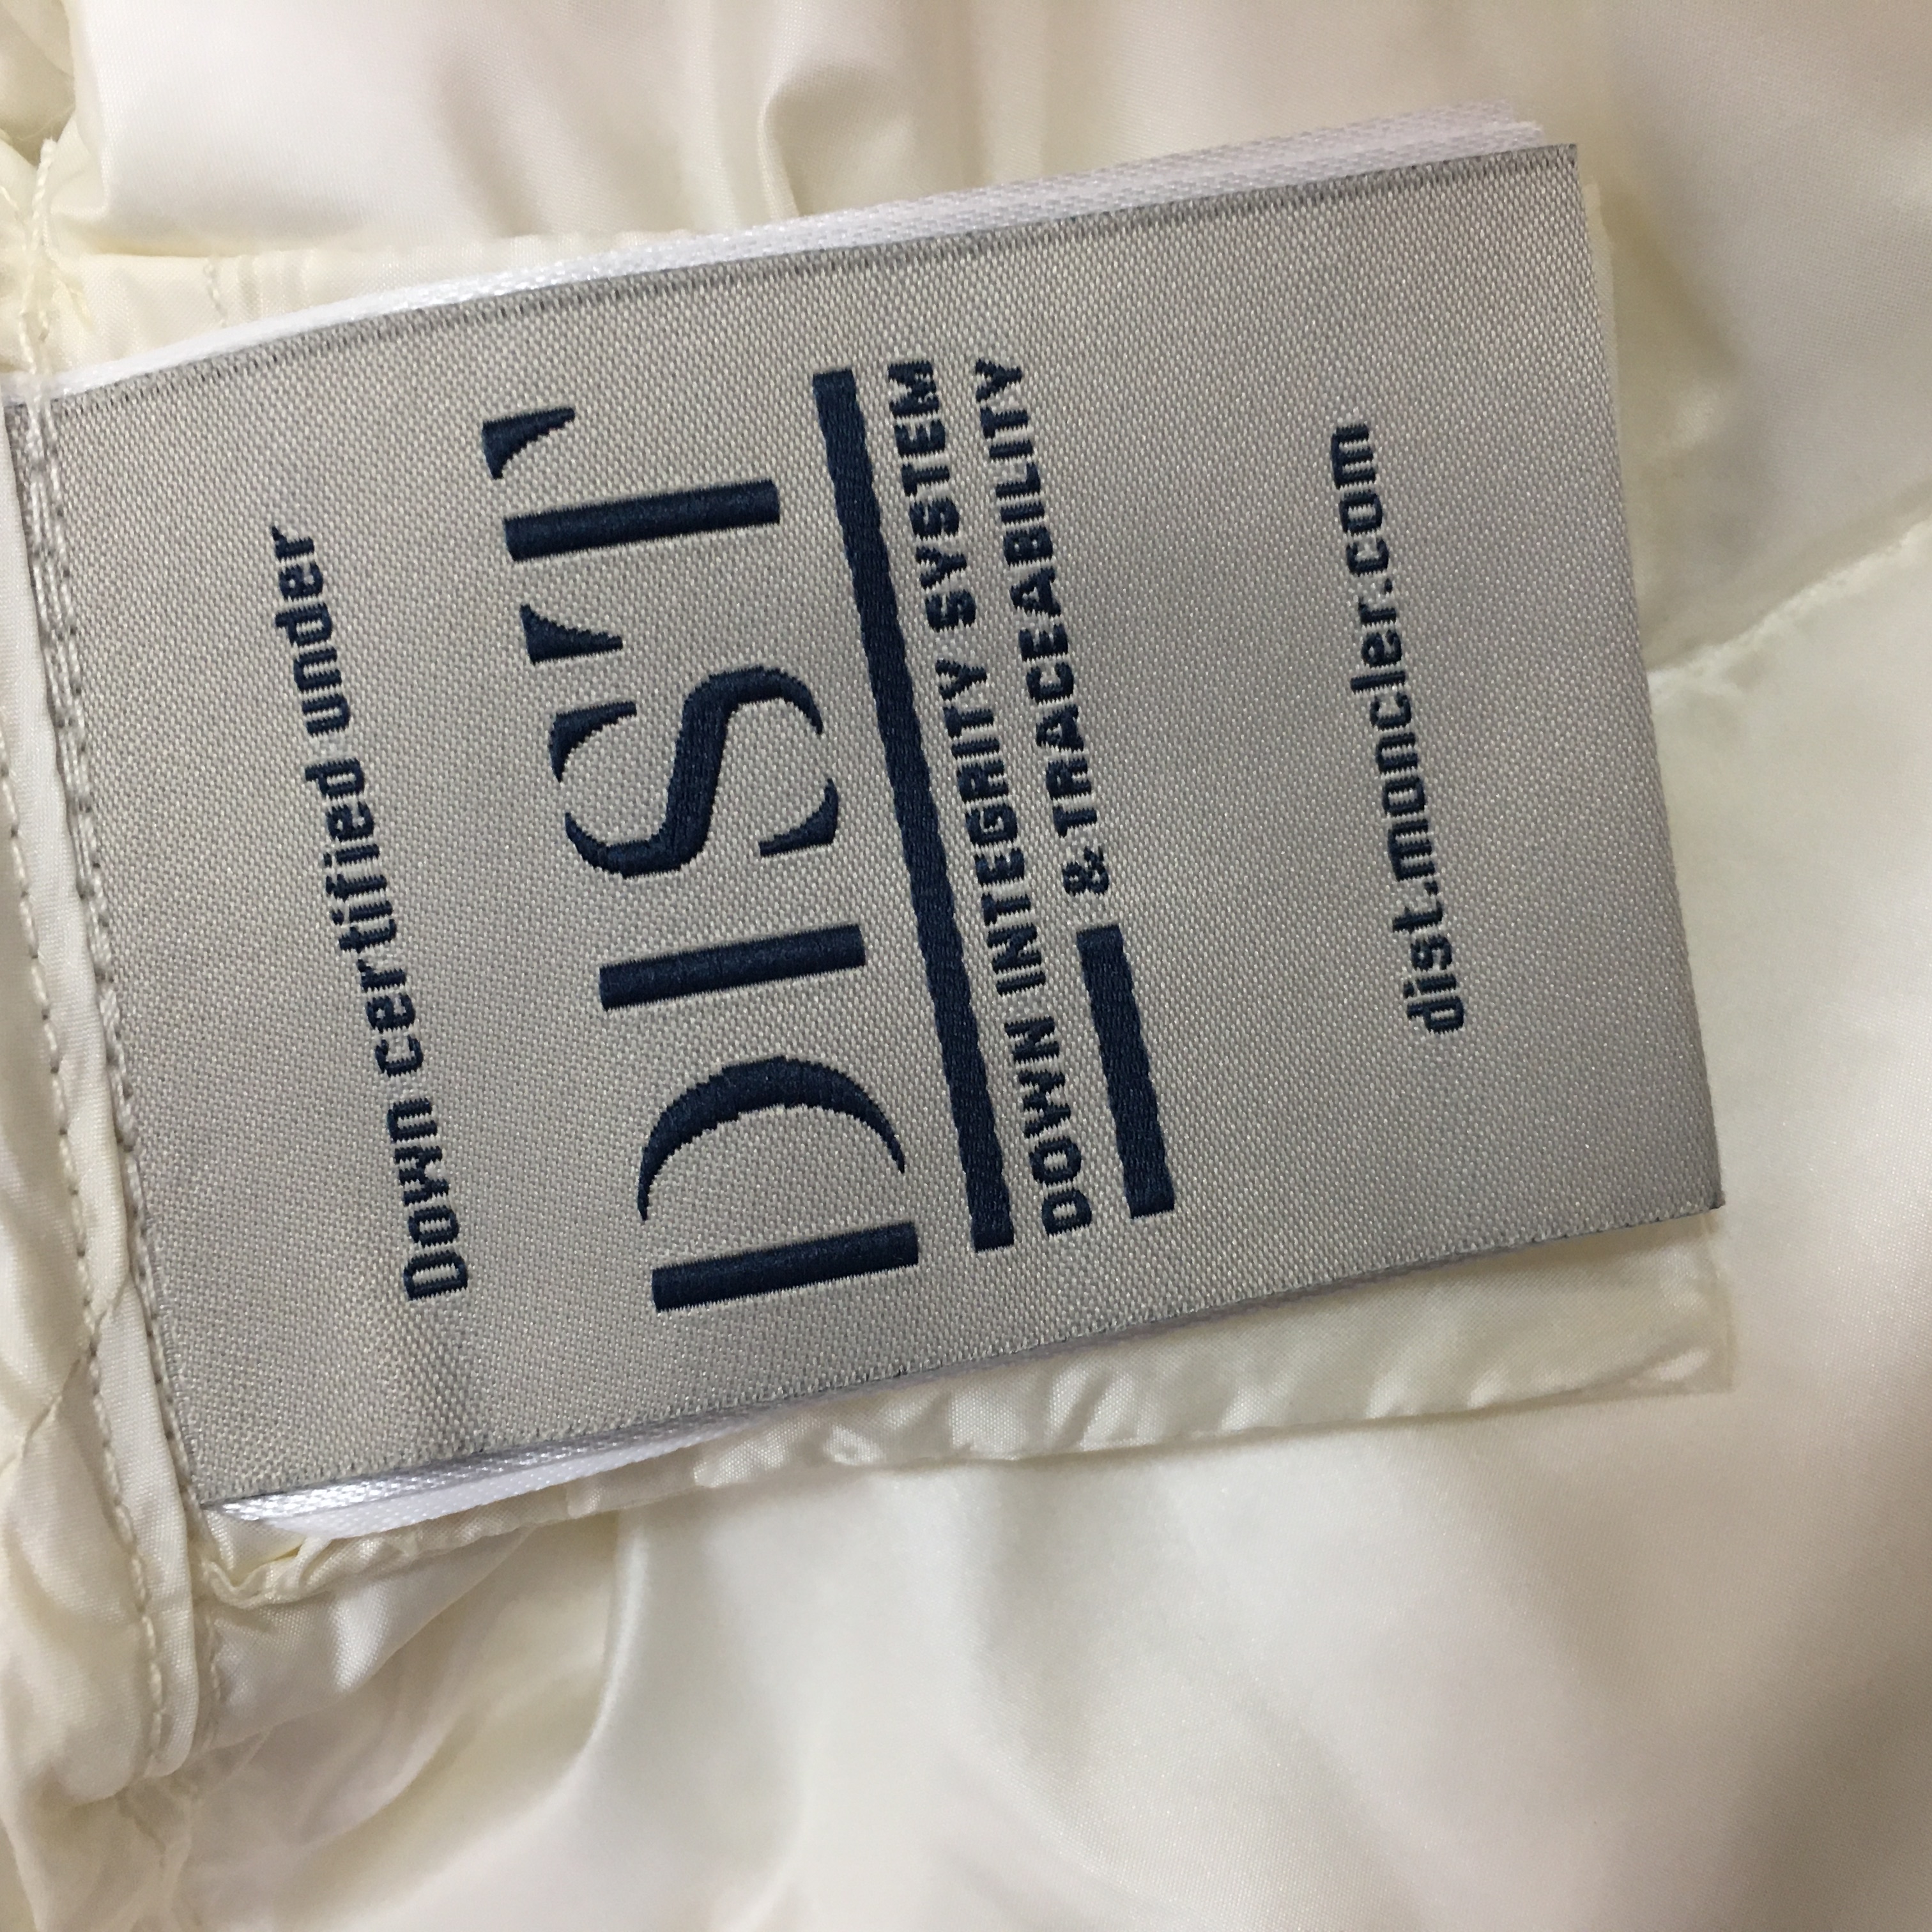 Down certified under
DIST
DOWN INTEGRITY SYSTEM
& TRACEABILITY
dist.moncler.com